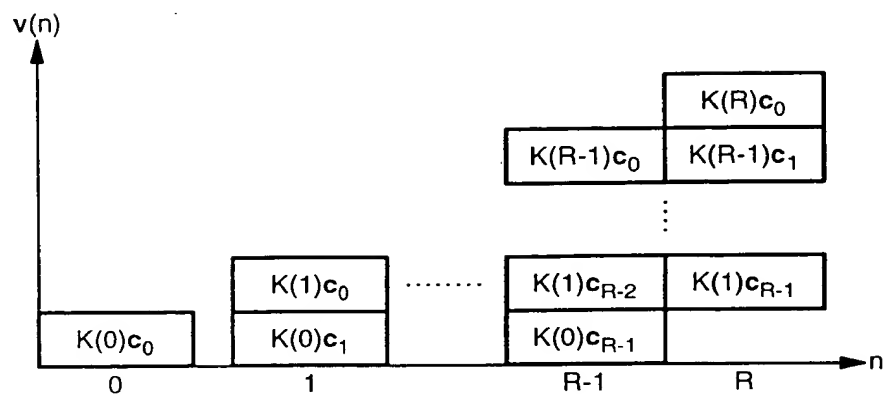 v(n)
K(R)c₀
K(R-1)c₀ K(R-1)c₁
K(1)c₀ ........ K(1)c_{R-2} K(1)c_{R-1}
K(0)c₀ K(0)c₁ K(0)c_{R-1}
n
0 1 R-1 R